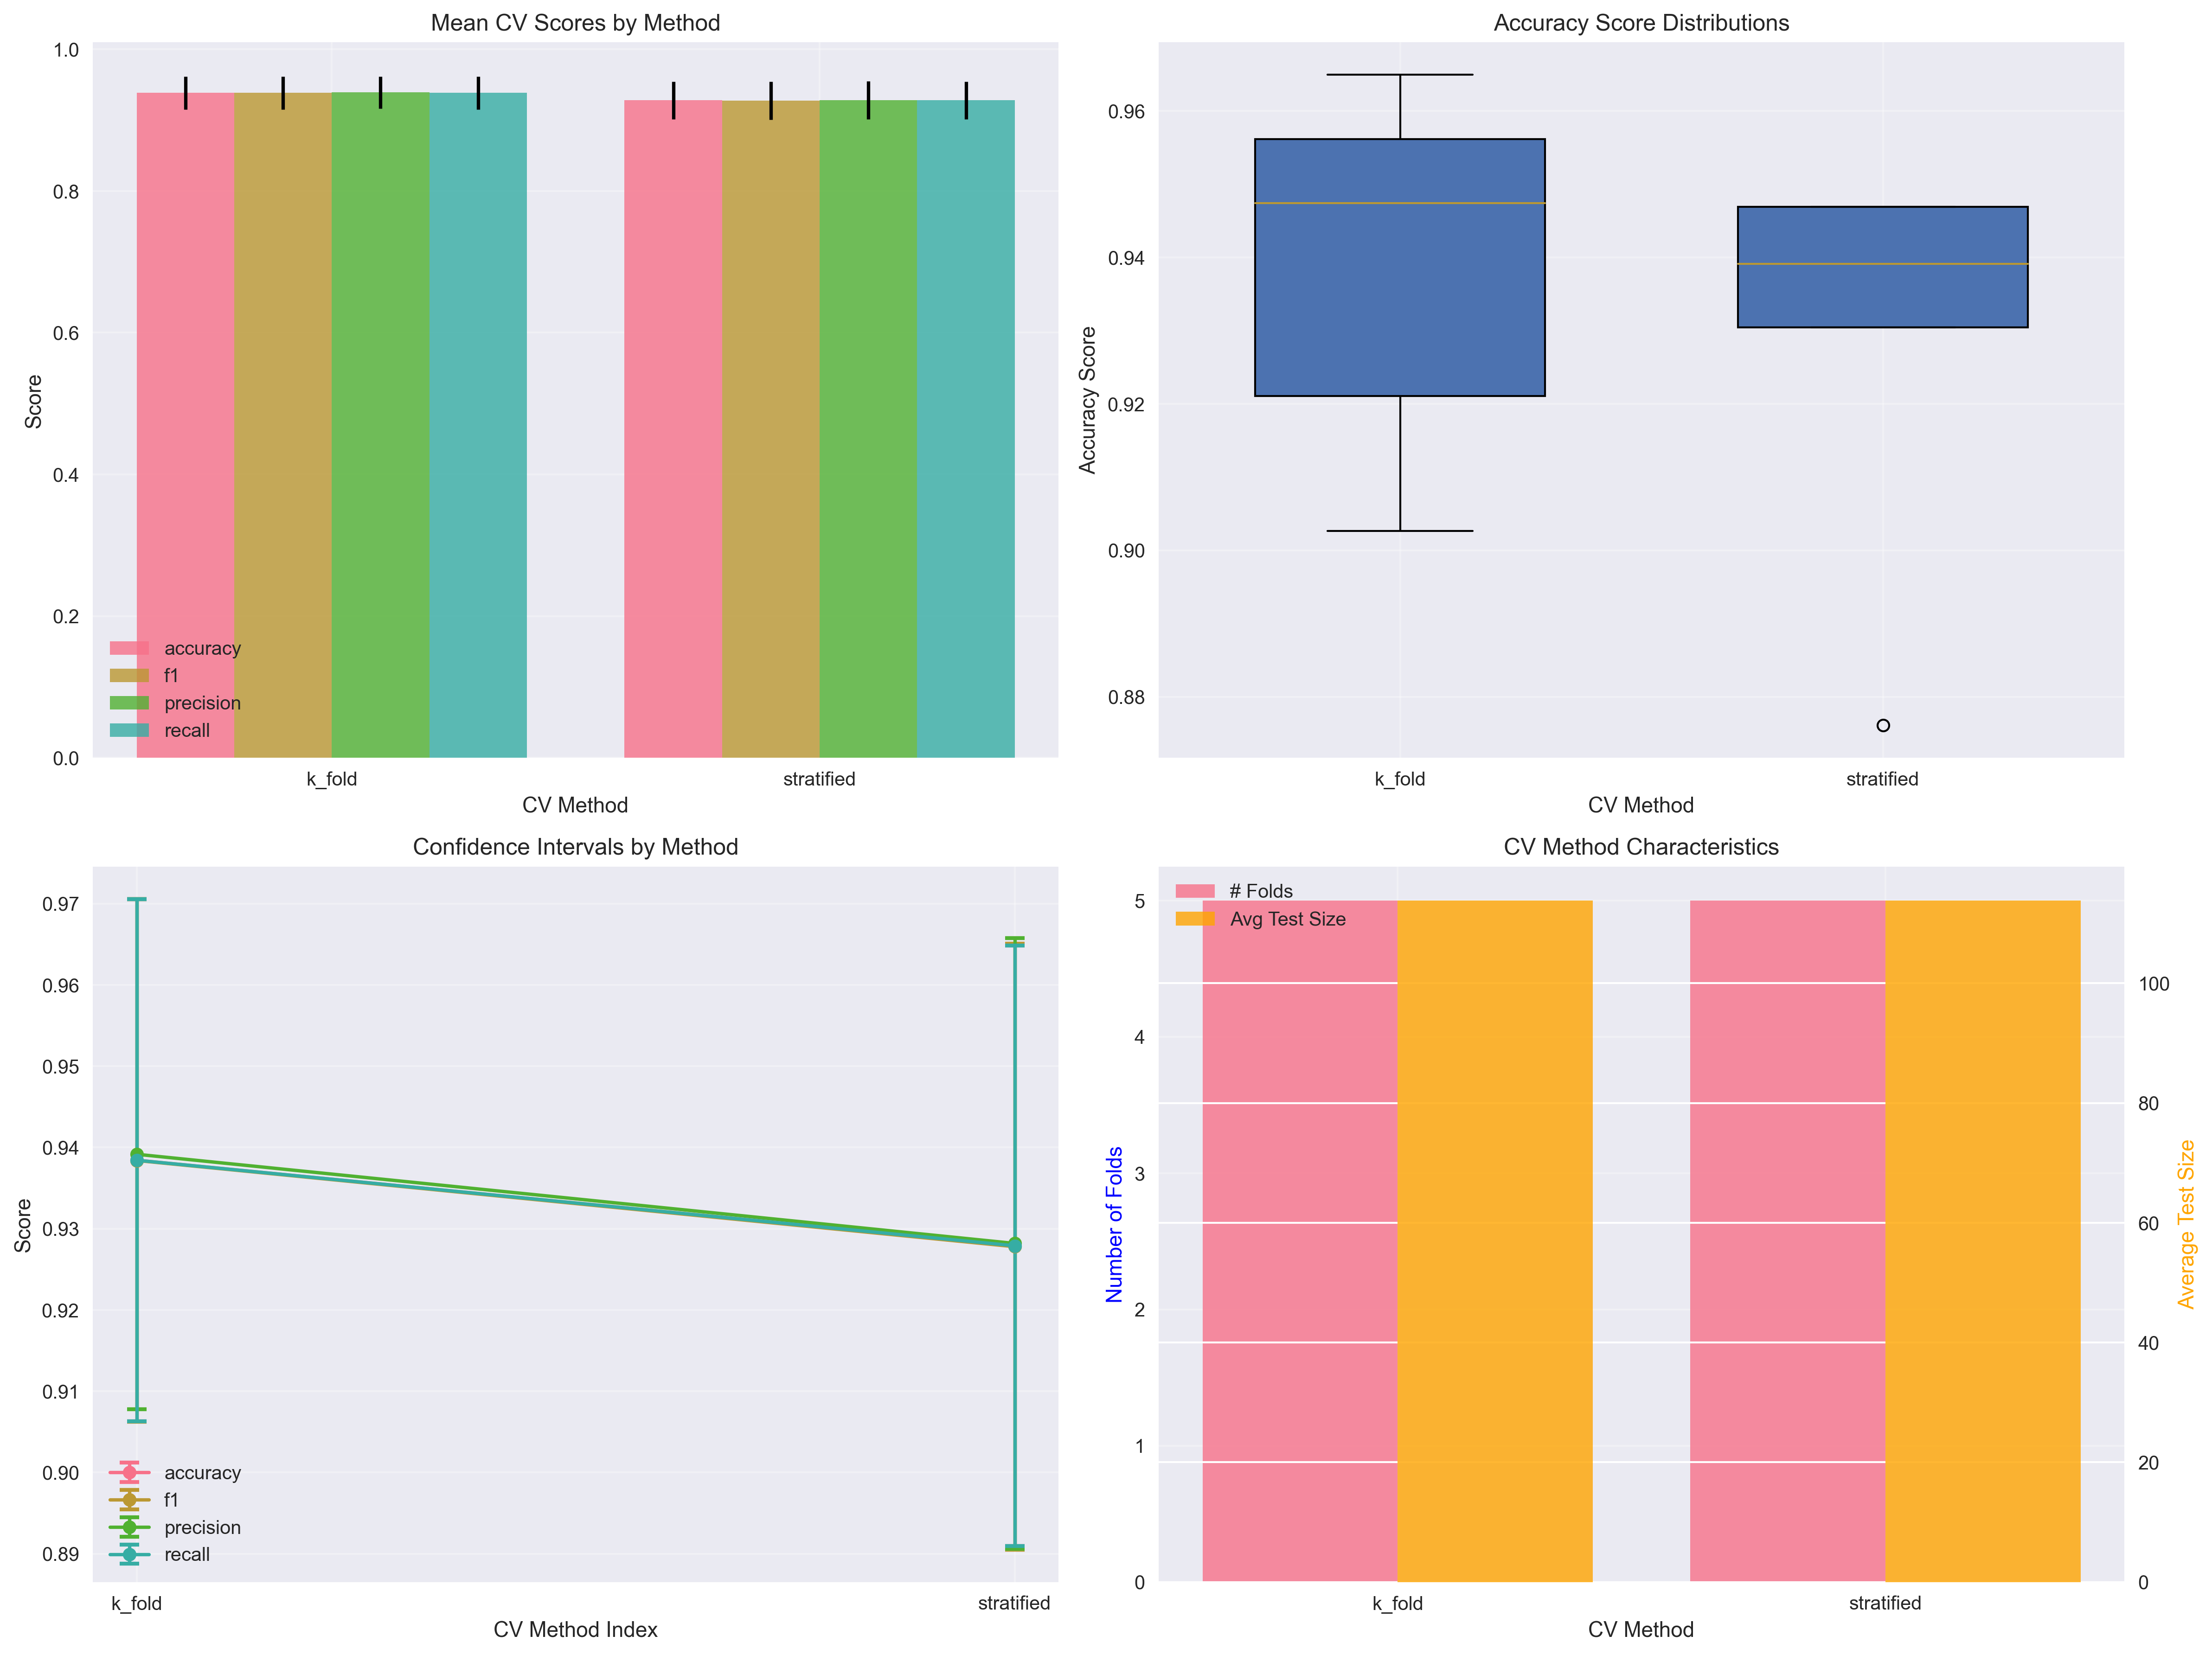 Mean CV Scores by Method
1.0
0.8
0.6
0.4
0.2
0.0
Score
accuracy
f1
precision
recall
k_fold
stratified
CV Method
Accuracy Score Distributions
0.96
0.94
0.92
0.90
0.88
Accuracy Score
k_fold
stratified
CV Method
Confidence Intervals by Method
0.97
0.96
0.95
0.94
0.93
0.92
0.91
0.90
0.89
Score
accuracy
f1
precision
recall
k_fold
stratified
CV Method Index
CV Method Characteristics
# Folds
Avg Test Size
5
4
3
2
1
0
Number of Folds
100
80
60
40
20
0
Average Test Size
k_fold
stratified
CV Method